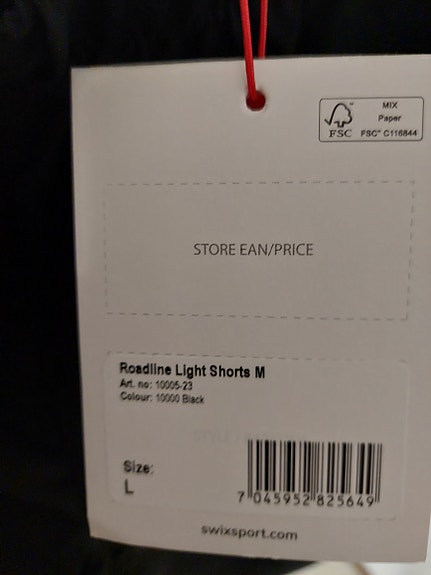 MIX
Paper
FSC
FSC™ C116844
STORE EAN/PRICE
Roadline Light Shorts M
Art. no: 10005-23
Colour: 10000 Black
Size:
L
7 045952 825649
swixsport.com